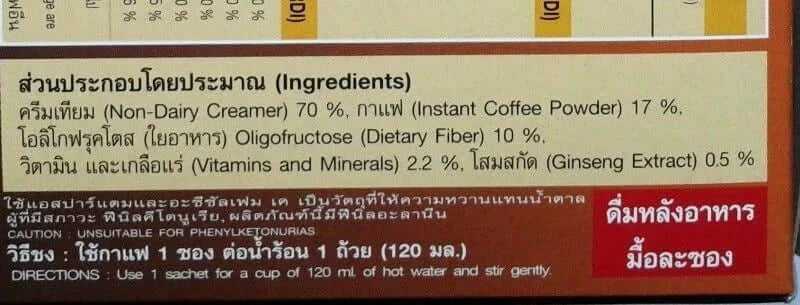 ส่วนประกอบโดยประมาณ (Ingredients)
ครีมเทียม (Non-Dairy Creamer) 70 %, กาแฟ (Instant Coffee Powder) 17 %,
โอลิโกฟรุคโตส (ใยอาหาร) Oligofructose (Dietary Fiber) 10 %,
วิตามิน และเกลือแร่ (Vitamins and Minerals) 2.2 %, โสมสกัด (Ginseng Extract) 0.5 %
ใช้แอสปาร์แตมและอะซีซัลเฟม เค เป็นวัตถุที่ให้ความหวานแทนน้ำตาล
ผู้ที่มีสภาวะ ฟินิลคีโตนูเรีย, ผลิตภัณฑ์นี้มีฟินิลอะลานีน
CAUTION : UNSUITABLE FOR PHENYLKETONURIAS.
วิธีชง : ใช้กาแฟ 1 ซอง ต่อน้ำร้อน 1 ถ้วย (120 มล.)
DIRECTIONS : Use 1 sachet for a cup of 120 ml. of hot water and stir gently.
ดื่มหลังอาหาร
มื้อละซอง